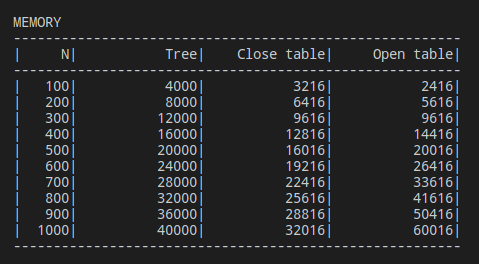 MEMORY
--------------------------------------------------------
|     N|           Tree|    Close table|     Open table|
--------------------------------------------------------
|   100|           4000|           3216|           2416|
|   200|           8000|           6416|           5616|
|   300|          12000|           9616|           9616|
|   400|          16000|          12816|          14416|
|   500|          20000|          16016|          20016|
|   600|          24000|          19216|          26416|
|   700|          28000|          22416|          33616|
|   800|          32000|          25616|          41616|
|   900|          36000|          28816|          50416|
|  1000|          40000|          32016|          60016|
--------------------------------------------------------